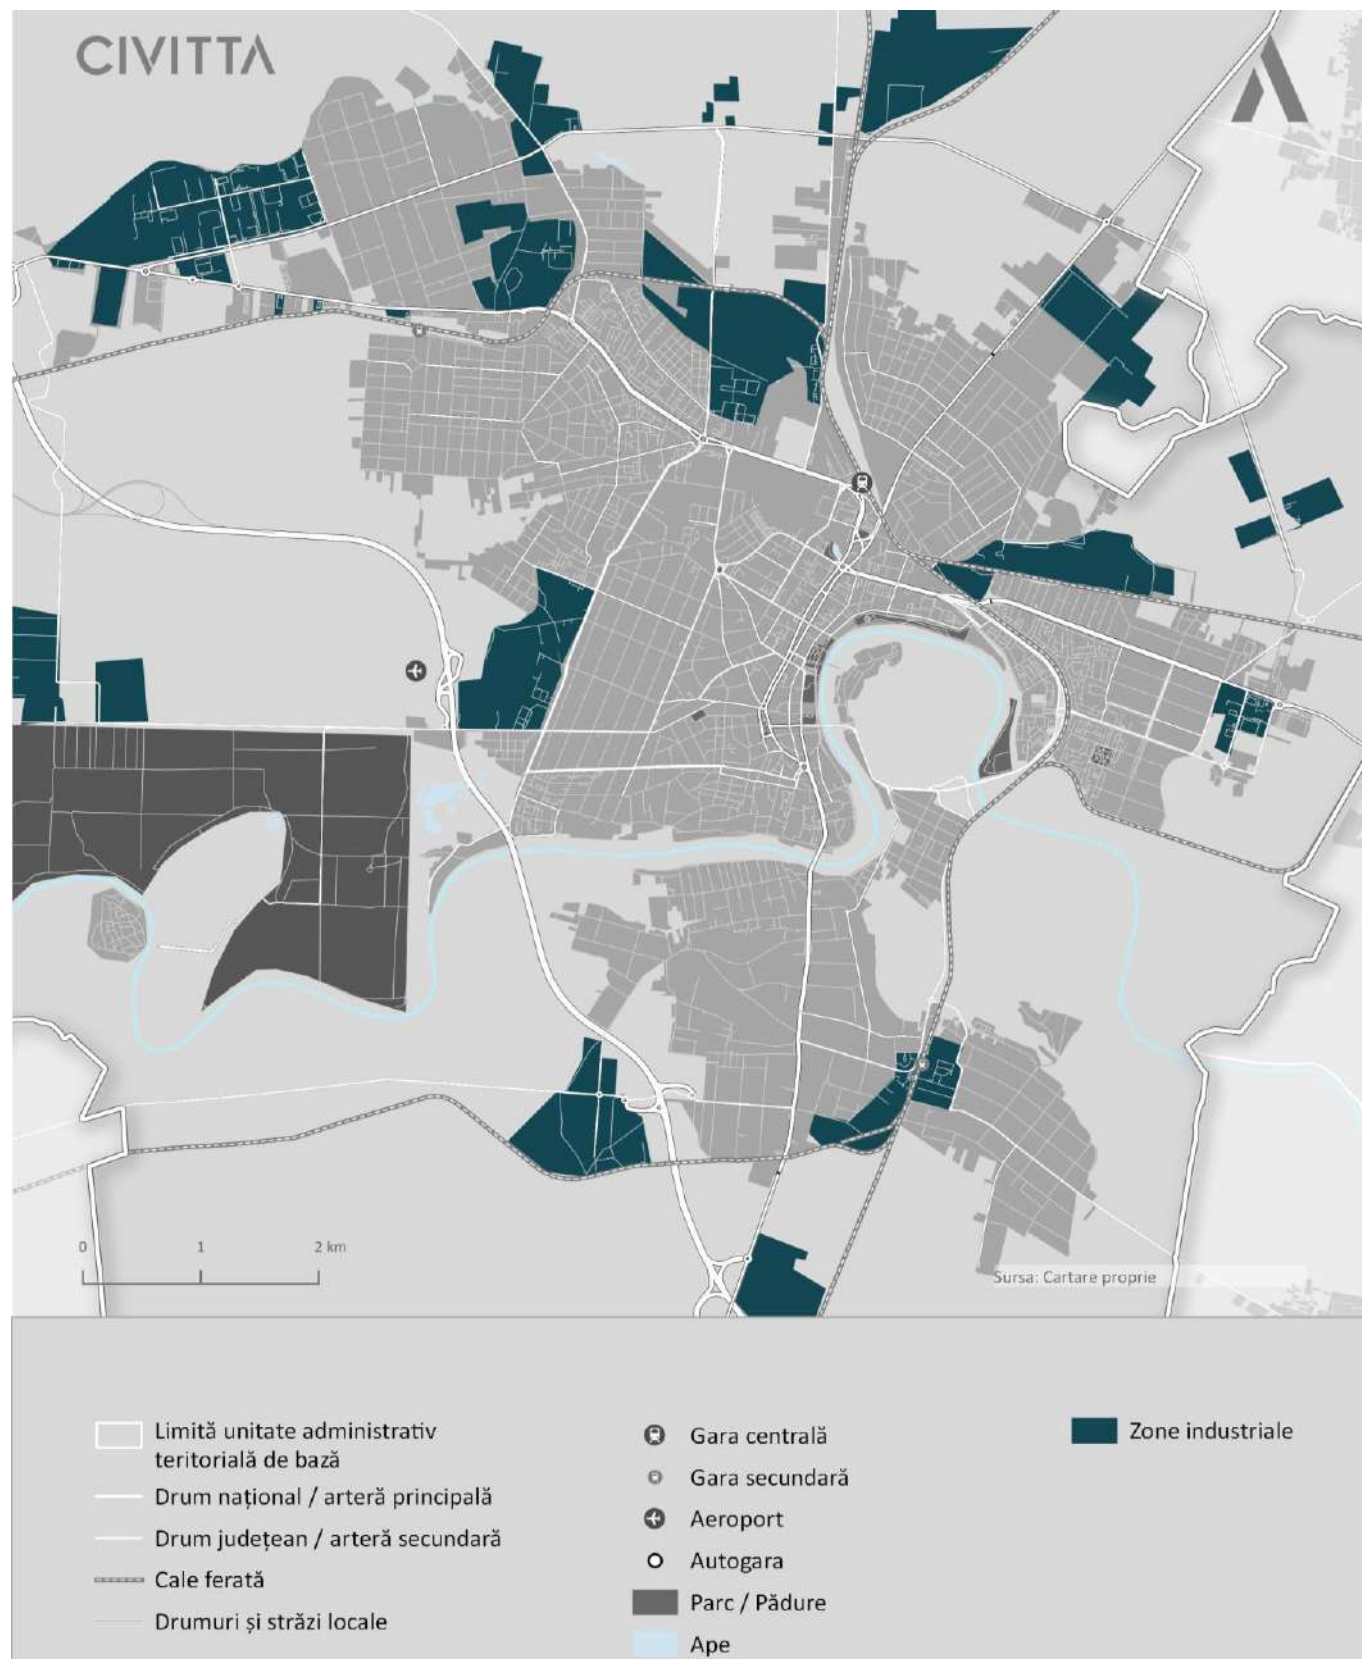 CIVITTA
0 1 2 km
Sursa: Cartare proprie
Limită unitate administrativ
teritorială de bază
Drum național / arteră principală
Drum județean / arteră secundară
Cale ferată
Drumuri și străzi locale
Gara centrală
Gara secundară
Aeroport
Autogara
Parc / Pădure
Ape
Zone industriale